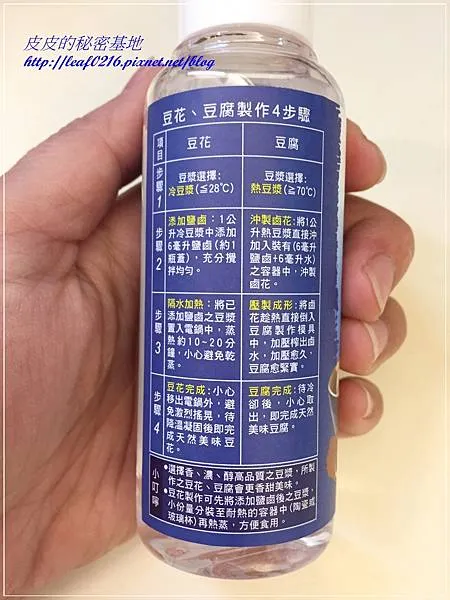 皮皮的秘密基地
http://leaf0216.pixnet.net/blog
豆花、豆腐製作4步驟
項目
豆花
豆腐
步驟1
豆漿選擇:
冷豆漿(≦28℃)
豆漿選擇:
熱豆漿(≧70℃)
步驟2
添加鹽鹵:1公
升冷豆漿中添加
6毫升鹽鹵(約1
瓶蓋),充分攪
拌均勻。
沖製鹵花:將1公
升熱豆漿直接沖
加入裝有(6毫升
鹽鹵+6毫升水)
之容器中,沖製
鹵花。
步驟3
隔水加熱:將已
添加鹽鹵之豆漿
置入電鍋中,蒸
熱約10~20分
鐘,小心避免乾
蒸。
壓製成形:將鹵
花趁熱直接倒入
豆腐製作模具
中,加壓榨出鹵
水,加壓愈久,
豆腐愈緊實。
步驟4
豆花完成:小心
移出電鍋外,避
免激烈搖晃,待
降溫凝固後即完
成天然美味豆
花。
豆腐完成:待冷
卻後,小心取
出,即完成天然
美味豆腐。
小叮嚀
●選擇香、濃、醇高品質之豆漿,所製
作之豆花、豆腐會更香甜美味。
●豆花製作可先將添加鹽鹵後之豆漿,
小份量分裝至耐熱的容器中(陶瓷或
玻璃杯)再熱蒸,方便食用。